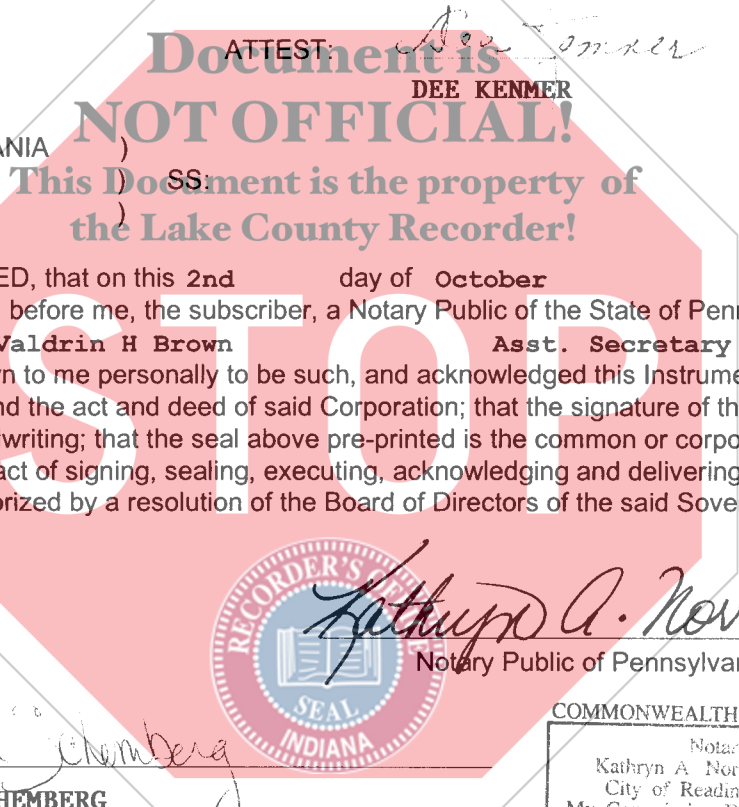 Document is
ATTEST:
DEE KENMER
NOT OFFICIAL!
ANIA )
This Document is the property of
) SS:
the Lake County Recorder!
)
ED, that on this 2nd day of October
before me, the subscriber, a Notary Public of the State of Penn
Valdrin H Brown Asst. Secretary
n to me personally to be such, and acknowledged this Instrume
nd the act and deed of said Corporation; that the signature of th
writing; that the seal above pre-printed is the common or corpo
act of signing, sealing, executing, acknowledging and delivering
orized by a resolution of the Board of Directors of the said Sove
STOP
RECORDER'S OFFICE
SEAL
INDIANA
Kathryn A. Nor
Notary Public of Pennsylvan
COMMONWEALTH
Notar
Kathryn A Nor
City of Readin
HEMBERG